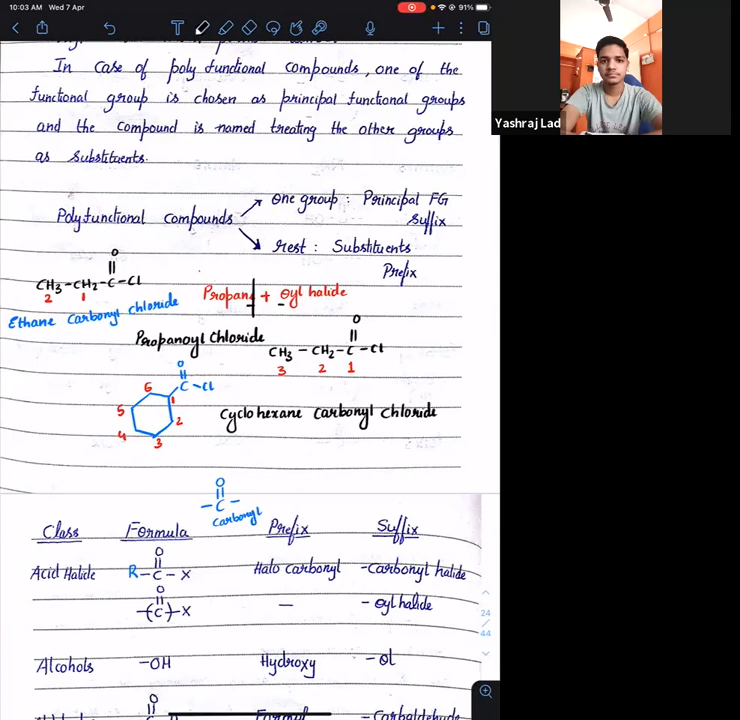 10:03 AM Wed 7 Apr
91%
In case of poly functional compounds, one of the
functional group is chosen as principal functional groups
and the compound is named treating the other groups
as substituents.
Yashraj Lad
Polyfunctional compounds
one group : Principal FG
Suffix
rest : Substituents
Prefix
O
CH3-CH2-C-Cl
2 1
Ethane carbonyl chloride
Propane + oyl halide
Propanoyl chloride
O
CH3 - CH2 - C - Cl
3 2 1
O
C-Cl
6
1
5
2
4
3
cyclohexane carbonyl chloride
O
-C-
carbonyl
Class Formula Prefix Suffix
O
Acid Halide R-C-X Halo carbonyl -carbonyl halide
O
-(C)-X - -oyl halide
24
/
44
Alcohols -OH Hydroxy -ol
O
Formyl -Carbaldehyde